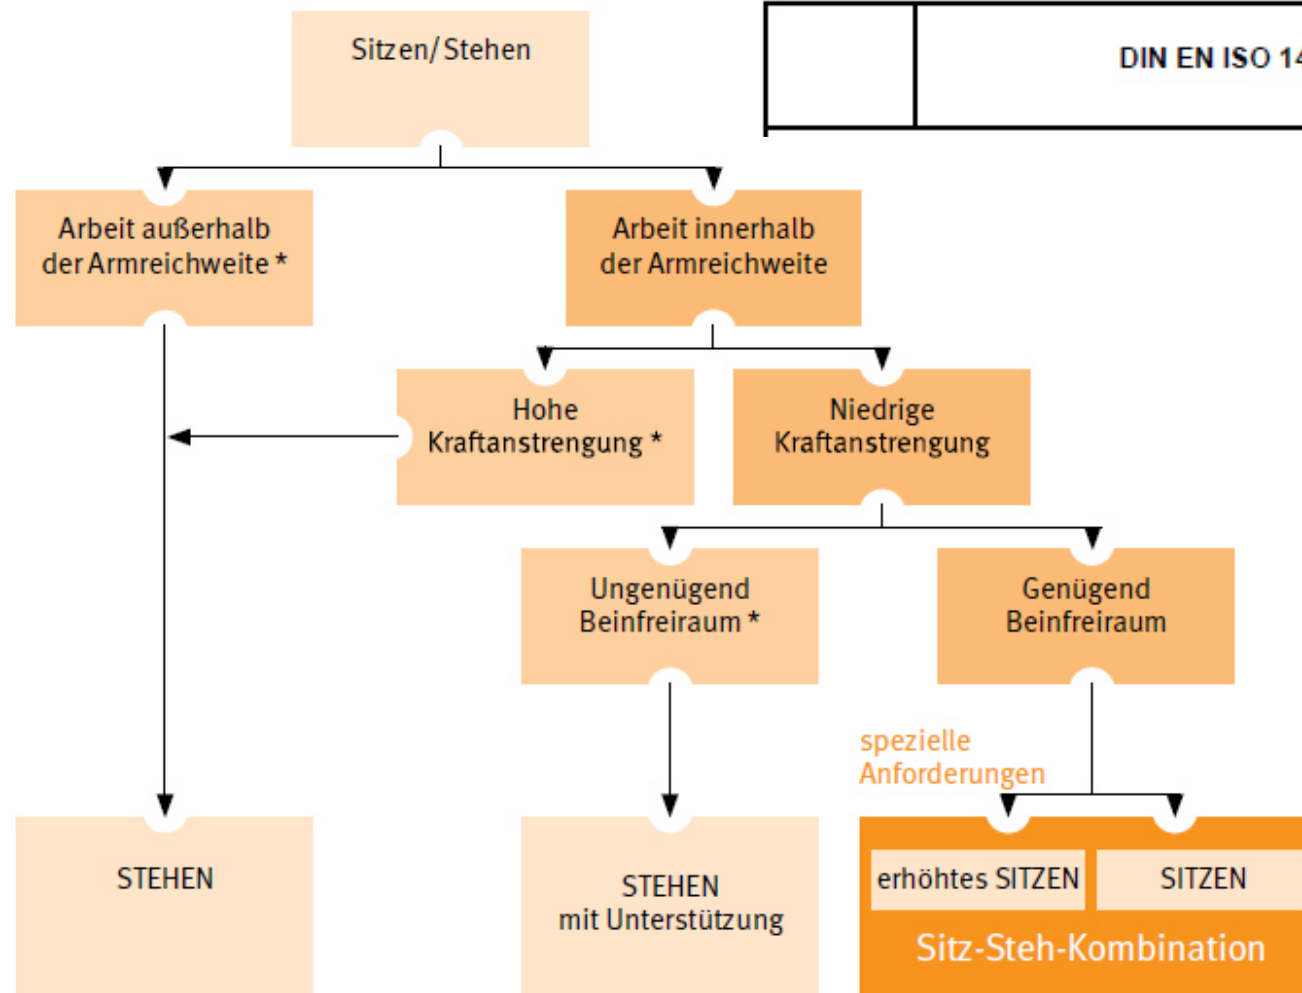 Sitzen/Stehen
DIN EN ISO 14
Arbeit außerhalb
der Armreichweite *
Arbeit innerhalb
der Armreichweite
Hohe
Kraftanstrengung *
Niedrige
Kraftanstrengung
Ungenügend
Beinfreiraum *
Genügend
Beinfreiraum
spezielle
Anforderungen
STEHEN
STEHEN
mit Unterstützung
erhöhtes SITZEN
SITZEN
Sitz-Steh-Kombination